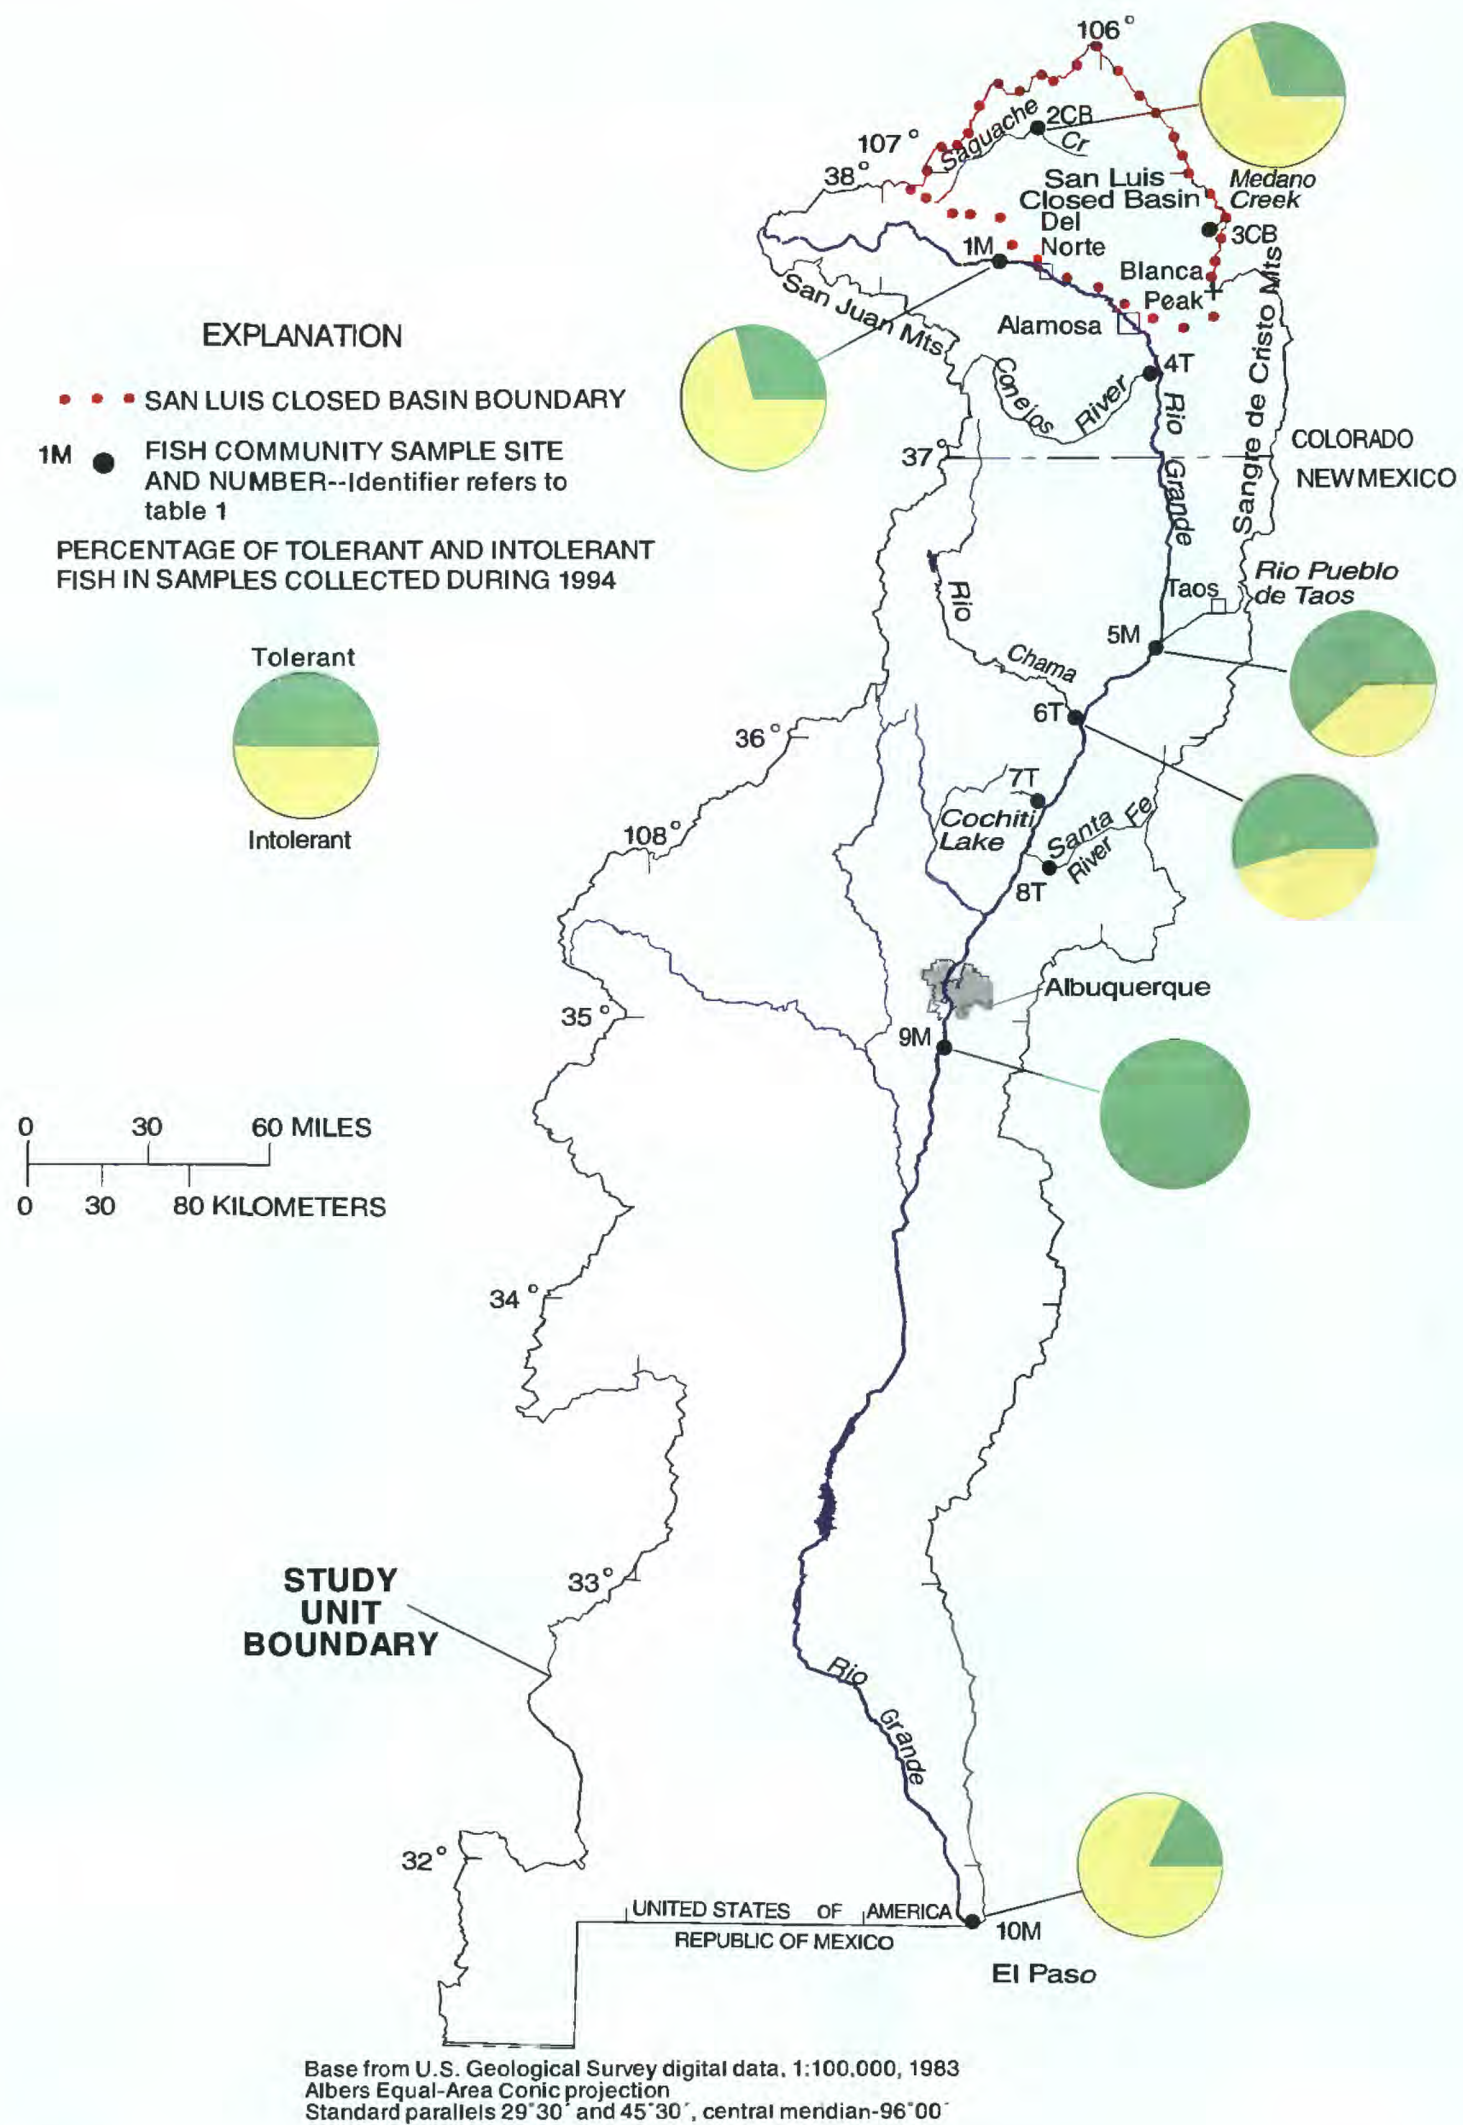 106°
2CB
Saguache
Cr
107°
38°
San Luis
Closed Basin
Medano
Creek
3CB
Del
Norte
1M
Blanca
Peak
San Juan Mts
Alamosa
Sangre de Cristo Mts
EXPLANATION
SAN LUIS CLOSED BASIN BOUNDARY
1M
FISH COMMUNITY SAMPLE SITE
AND NUMBER--Identifier refers to
table 1
PERCENTAGE OF TOLERANT AND INTOLERANT
FISH IN SAMPLES COLLECTED DURING 1994
Tolerant
Intolerant
4T
Conejos
River
Rio
Grande
37°
COLORADO
NEW MEXICO
Rio
Chama
Taos
Rio Pueblo
de Taos
5M
6T
36°
7T
Cochiti
Lake
Santa Fe
River
8T
108°
Albuquerque
35°
9M
0 30 60 MILES
0 30 80 KILOMETERS
34°
33°
STUDY
UNIT
BOUNDARY
Rio
Grande
32°
UNITED STATES OF AMERICA
REPUBLIC OF MEXICO
10M
El Paso
Base from U.S. Geological Survey digital data, 1:100,000, 1983
Albers Equal-Area Conic projection
Standard parallels 29°30´ and 45°30´, central meridian-96°00´